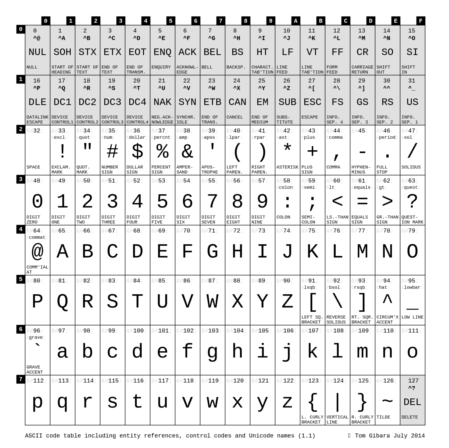 0 1 2 3 4 5 6 7 8 9 A B C D E F
0 0 1 2 3 4 5 6 7 8 9 10 11 12 13 14 15
^@ ^A ^B ^C ^D ^E ^F ^G ^H ^I ^J ^K ^L ^M ^N ^O
NUL SOH STX ETX EOT ENQ ACK BEL BS HT LF VT FF CR SO SI
NULL START OF HEADING START OF TEXT END OF TEXT END OF TRANSM. ENQUIRY ACKNOWL-EDGE BELL BACKSP. CHARACT. TAB'TION LINE FEED LINE TAB'TION FORM FEED CARRIAGE RETURN SHIFT OUT SHIFT IN
1 16 17 18 19 20 21 22 23 24 25 26 27 28 29 30 31
^P ^Q ^R ^S ^T ^U ^V ^W ^X ^Y ^Z ^[ ^\ ^] ^^ ^_
DLE DC1 DC2 DC3 DC4 NAK SYN ETB CAN EM SUB ESC FS GS RS US
DATALINK ESCAPE DEVICE CONTROL1 DEVICE CONTROL2 DEVICE CONTROL3 DEVICE CONTROL4 NEG.ACK-NOWLEDGE SYNCHR. IDLE END OF TRANS. CANCEL END OF MEDIUM SUBS-TITUTE ESCAPE INFO. SEP. 4 INFO. SEP. 3 INFO. SEP. 2 INFO. SEP. 1
2 32 33 34 35 36 37 38 39 40 41 42 43 44 45 46 47
excl quot num dollar percnt amp apos lpar rpar ast plus comma period sol
! " # $ % & ' ( ) * + , - . /
SPACE EXCLAM. MARK QUOT. MARK NUMBER SIGN DOLLAR SIGN PERCENT SIGN AMPER-SAND APOS-TROPHE LEFT PAREN. RIGHT PAREN. ASTERISK PLUS SIGN COMMA HYPHEN-MINUS FULL STOP SOLIDUS
3 48 49 50 51 52 53 54 55 56 57 58 59 60 61 62 63
colon semi lt equals gt quest
0 1 2 3 4 5 6 7 8 9 : ; < = > ?
DIGIT ZERO DIGIT ONE DIGIT TWO DIGIT THREE DIGIT FOUR DIGIT FIVE DIGIT SIX DIGIT SEVEN DIGIT EIGHT DIGIT NINE COLON SEMI-COLON LS.-THAN SIGN EQUALS SIGN GR.-THAN SIGN QUEST-ION MARK
4 64 65 66 67 68 69 70 71 72 73 74 75 76 77 78 79
commat
@ A B C D E F G H I J K L M N O
COMM'IAL AT
5 80 81 82 83 84 85 86 87 88 89 90 91 92 93 94 95
lsqb bsol rsqb hat lowbar
P Q R S T U V W X Y Z [ \ ] ^ _
LEFT SQ. BRACKET REVERSE SOLIDUS RT. SQR. BRACKET CIRCUM'X ACCENT LOW LINE
6 96 97 98 99 100 101 102 103 104 105 106 107 108 109 110 111
grave
` a b c d e f g h i j k l m n o
GRAVE ACCENT
7 112 113 114 115 116 117 118 119 120 121 122 123 124 125 126 127
^?
p q r s t u v w x y z { | } ~ DEL
L. CURLY BRACKET VERTICAL LINE R. CURLY BRACKET TILDE DELETE
ASCII code table including entity references, control codes and Unicode names (1.1) Tom Gibara July 2014